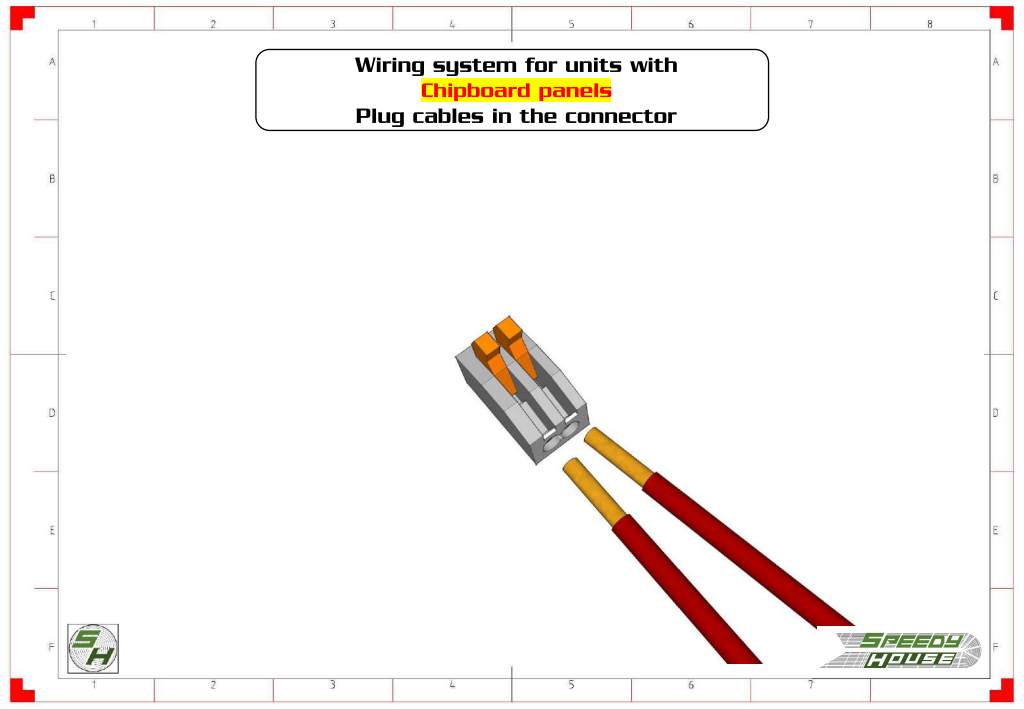 1 2 3 4 5 6 7 8
Wiring system for units with
Chipboard panels
Plug cables in the connector
A A
B B
C C
D D
E E
F F
SH
SPEEDY
HOUSE
1 2 3 4 5 6 7